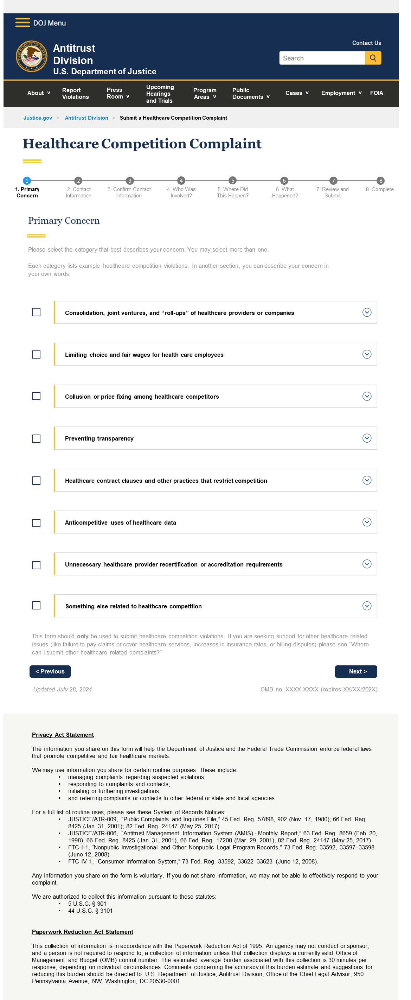 DOJ Menu
Antitrust
Division
U.S. Department of Justice
Contact Us
Search
About v
Report
Violations
Press
Room v
Upcoming
Hearings
and Trials
Program
Areas v
Public
Documents v
Cases v
Employment v
FOIA
Justice.gov > Antitrust Division > Submit a Healthcare Competition Complaint
Healthcare Competition Complaint
1
2
3
4
5
6
7
8
1. Primary
Concern
2. Contact
Information
3. Confirm Contact
Information
4. Who Was
Involved?
5. Where Did
This Happen?
6. What
Happened?
7. Review and
Submit
8. Complete
Primary Concern
Please select the category that best describes your concern. You may select more than one.
Each category lists example healthcare competition violations. In another section, you can describe your concern in
your own words.
Consolidation, joint ventures, and “roll-ups” of healthcare providers or companies
Limiting choice and fair wages for health care employees
Collusion or price fixing among healthcare competitors
Preventing transparency
Healthcare contract clauses and other practices that restrict competition
Anticompetitive uses of healthcare data
Unnecessary healthcare provider recertification or accreditation requirements
Something else related to healthcare competition
This form should only be used to submit healthcare competition violations. If you are seeking support for other healthcare related
issues (like failure to pay claims or cover healthcare services, increases in insurance rates, or billing disputes) please see “Where
can I submit other healthcare related complaints?”
< Previous
Next >
Updated July 28, 2024
OMB no. XXXX-XXXX (expires XX/XX/202X)
Privacy Act Statement
The information you share on this form will help the Department of Justice and the Federal Trade Commission enforce federal laws
that promote competitive and fair healthcare markets.
We may use information you share for certain routine purposes. These include:
• managing complaints regarding suspected violations;
• responding to complaints and contacts;
• initiating or furthering investigations;
• and referring complaints or contacts to other federal or state and local agencies.
For a full list of routine uses, please see these System of Records Notices:
• JUSTICE/ATR-009, “Public Complaints and Inquiries File,” 45 Fed. Reg. 57898, 902 (Nov. 17, 1980); 66 Fed. Reg.
8425 (Jan. 31, 2001); 82 Fed. Reg. 24147 (May 25, 2017)
• JUSTICE/ATR-006, “Antitrust Management Information System (AMIS) - Monthly Report,” 63 Fed. Reg. 8659 (Feb. 20,
1998), 66 Fed. Reg. 8425 (Jan. 31, 2001), 66 Fed. Reg. 17200 (Mar. 29, 2001), 82 Fed. Reg. 24147 (May 25, 2017)
• FTC-I-1, “Nonpublic Investigational and Other Nonpublic Legal Program Records,” 73 Fed. Reg. 33592, 33597–33598
(June 12, 2008)
• FTC-IV-1, “Consumer Information System,” 73 Fed. Reg. 33592, 33622–33623 (June 12, 2008).
Any information you share on the form is voluntary. If you do not share information, we may not be able to effectively respond to your
complaint.
We are authorized to collect this information pursuant to these statutes:
• 5 U.S.C. § 301
• 44 U.S.C. § 3101
Paperwork Reduction Act Statement
This collection of information is in accordance with the Paperwork Reduction Act of 1995. An agency may not conduct or sponsor,
and a person is not required to respond to, a collection of information unless that collection displays a currently valid Office of
Management and Budget (OMB) control number. The estimated average burden associated with this collection is 30 minutes per
response, depending on individual circumstances. Comments concerning the accuracy of this burden estimate and suggestions for
reducing this burden should be directed to: U.S. Department of Justice, Antitrust Division, Office of the Chief Legal Advisor, 950
Pennsylvania Avenue, NW, Washington, DC 20530-0001.